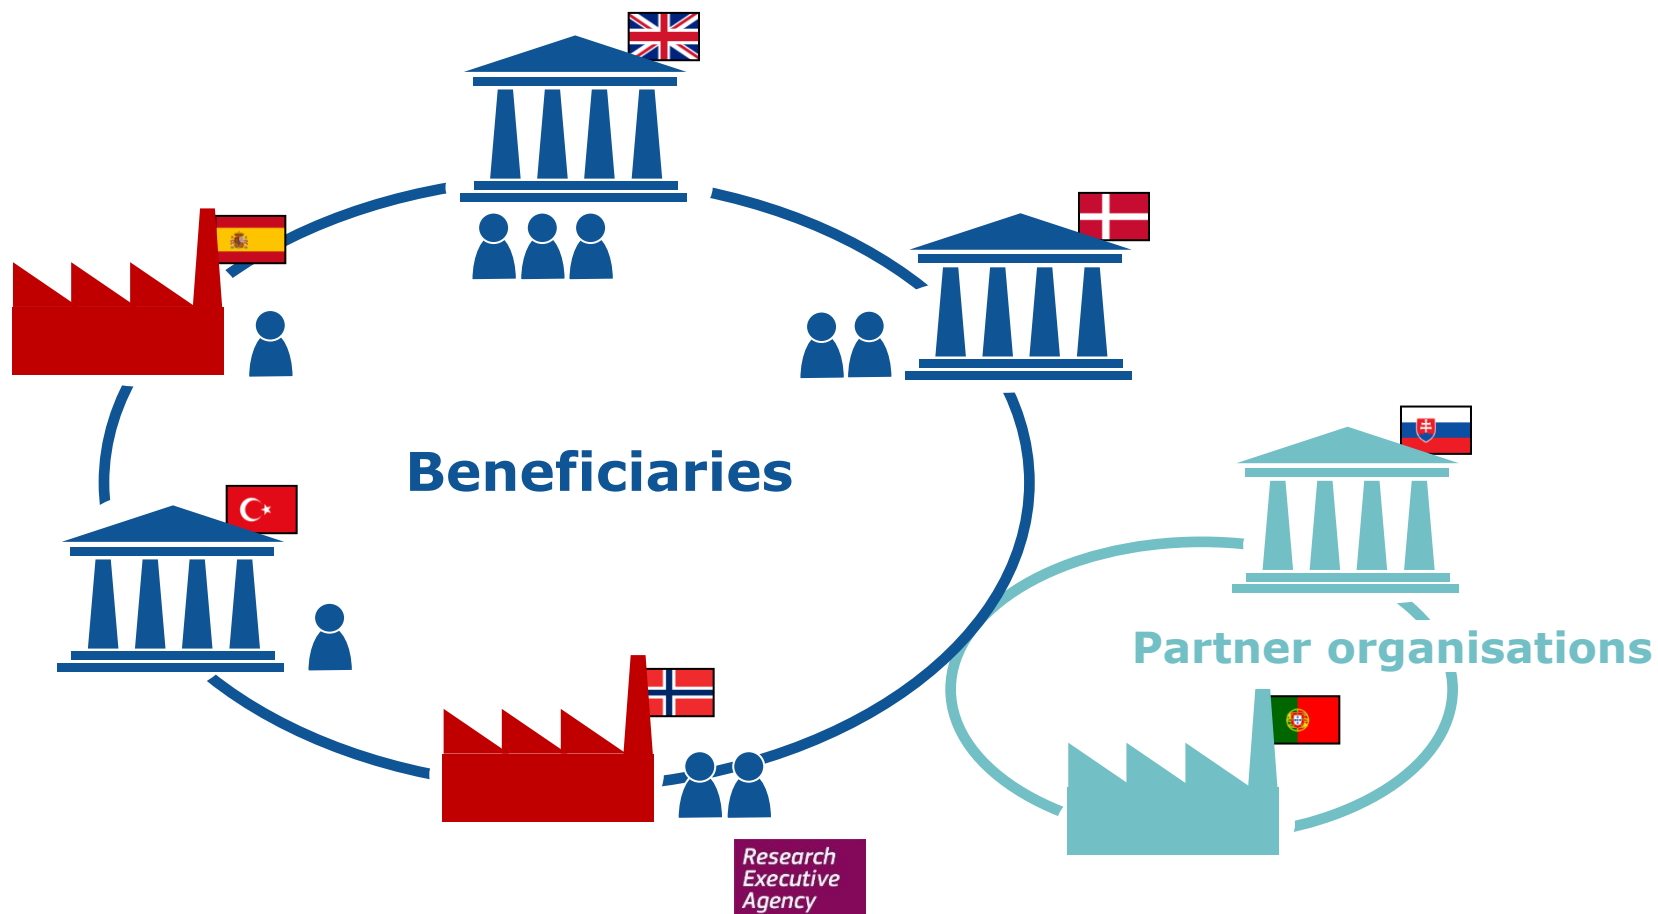 Beneficiaries
Partner organisations
Research
Executive
Agency